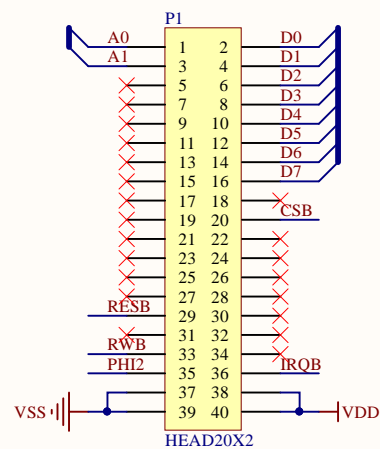 P1
A0 1 2 D0
A1 3 4 D1
5 6 D2
7 8 D3
9 10 D4
11 12 D5
13 14 D6
15 16 D7
17 18
19 20 CSB
21 22
23 24
25 26
27 28
RESB 29 30
31 32
RWB 33 34
PHI2 35 36 IRQB
37 38
VSS 39 40 VDD
HEAD20X2